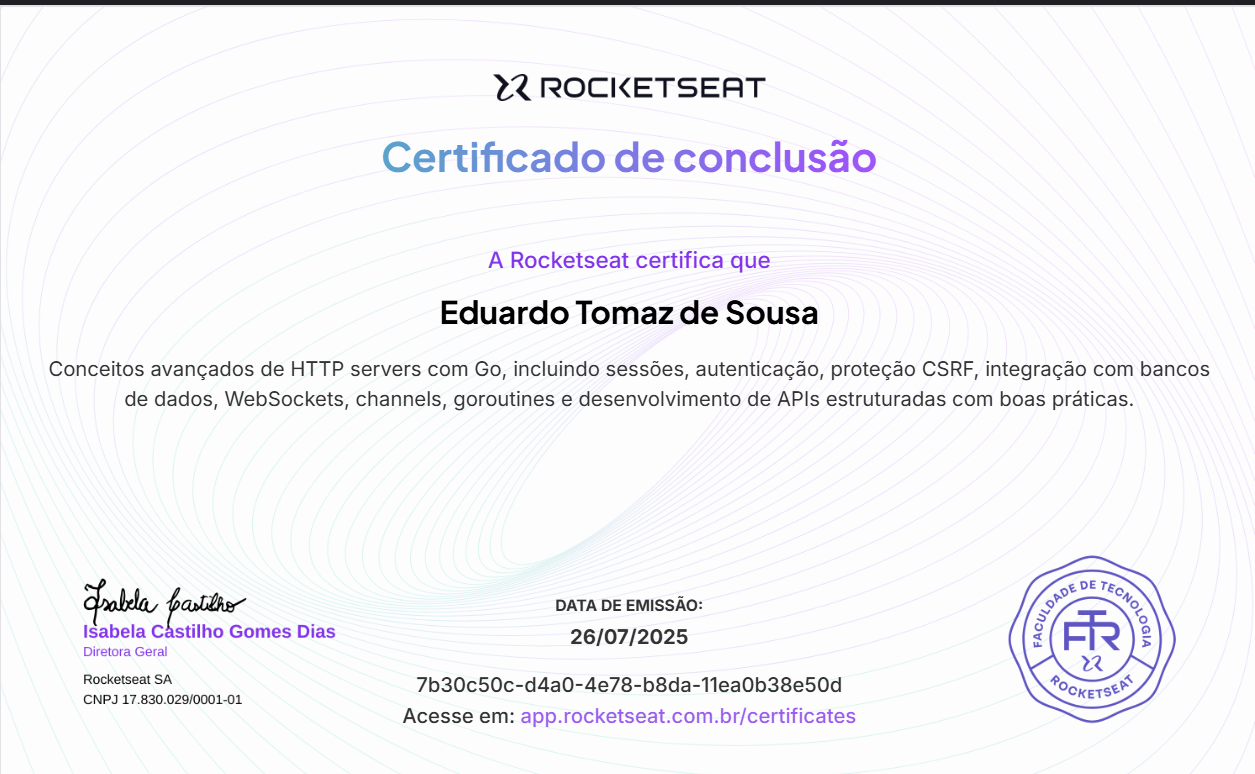 ROCKETSEAT
Certificado de conclusão
A Rocketseat certifica que
Eduardo Tomaz de Sousa
Conceitos avançados de HTTP servers com Go, incluindo sessões, autenticação, proteção CSRF, integração com bancos
de dados, WebSockets, channels, goroutines e desenvolvimento de APIs estruturadas com boas práticas.
Isabela Castilho
Isabela Castilho Gomes Dias
Diretora Geral
Rocketseat SA
CNPJ 17.830.029/0001-01
DATA DE EMISSÃO:
26/07/2025
7b30c50c-d4a0-4e78-b8da-11ea0b38e50d
Acesse em: app.rocketseat.com.br/certificates
FACULDADE DE TECNOLOGIA
FTR
ROCKETSEAT